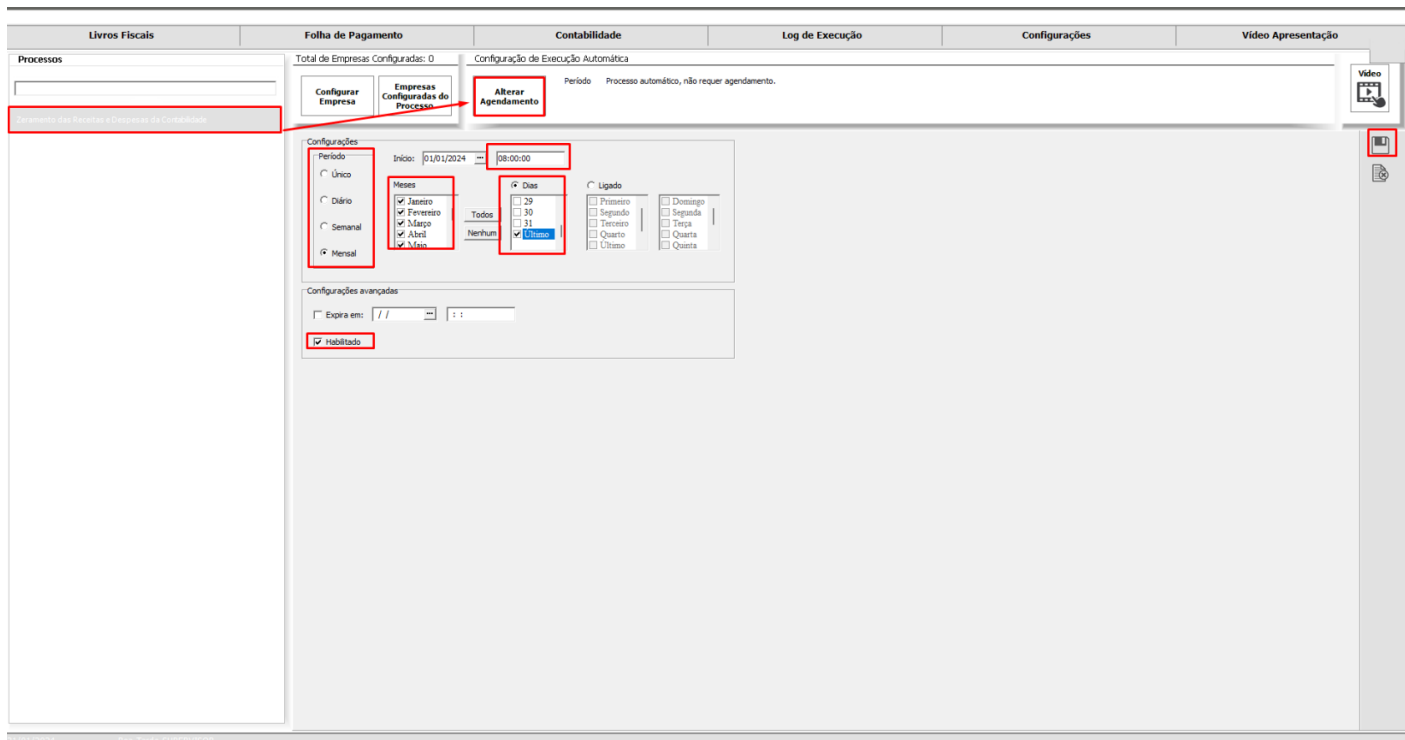 Livros Fiscais Folha de Pagamento Contabilidade Log de Execução Configurações Vídeo Apresentação
Processos
Total de Empresas Configuradas: 0
Configuração de Execução Automática
Configurar Empresa
Empresas Configuradas do Processo
Alterar Agendamento
Período Processo automático, não requer agendamento.
Vídeo
Zeramento das Receitas e Despesas da Contabilidade
Configurações
Período
Único
Diário
Semanal
Mensal
Início: 01/01/2024 ... 08:00:00
Meses
Janeiro
Fevereiro
Março
Abril
Maio
Todos
Nenhum
Dias
29
30
31
Último
Ligado
Primeiro
Segundo
Terceiro
Quarto
Último
Domingo
Segunda
Terça
Quarta
Quinta
Configurações avançadas
Expira em: / / ... : :
Habilitado